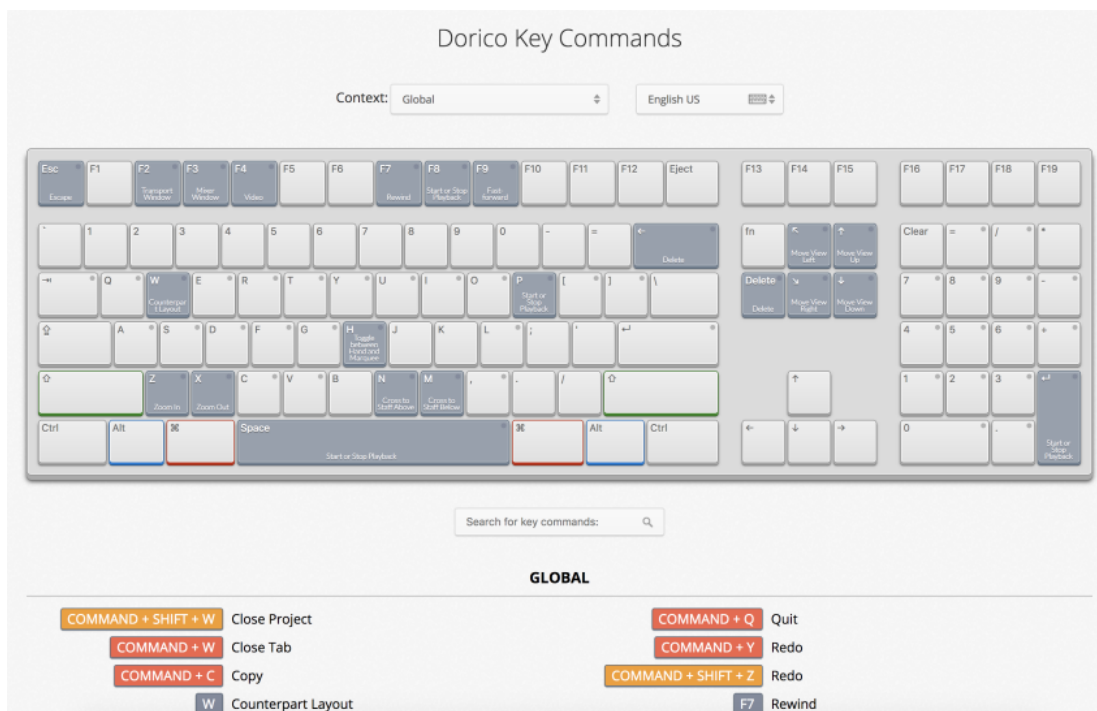 Dorico Key Commands
Context: Global English US
Esc F1 F2 F3 F4 F5 F6 F7 F8 F9 F10 F11 F12 Eject F13 F14 F15 F16 F17 F18 F19
Escape Transport Window Mixer Window Video Rewind Start or Stop Playback Fast-forward
` 1 2 3 4 5 6 7 8 9 0 - = ← fn ↖ ↑ Clear = / *
Delete Move View Left Move View Up
⇥ Q W E R T Y U I O P [ ] \ Delete ↘ ↓ 7 8 9 -
Counterpart Layout Start or Stop Playback Delete Move View Right Move View Down
⇪ A S D F G H J K L ; ' ↵ 4 5 6 +
Toggle between Hand and Marquee
⇧ Z X C V B N M , . / ⇧ ↑ 1 2 3 ↵
Zoom In Zoom Out Cross to Staff Above Cross to Staff Below
Ctrl Alt ⌘ Space ⌘ Alt Ctrl ← ↓ → 0 .
Start or Stop Playback Start or Stop Playback
Search for key commands:
GLOBAL
COMMAND + SHIFT + W Close Project
COMMAND + W Close Tab
COMMAND + C Copy
W Counterpart Layout
COMMAND + Q Quit
COMMAND + Y Redo
COMMAND + SHIFT + Z Redo
F7 Rewind